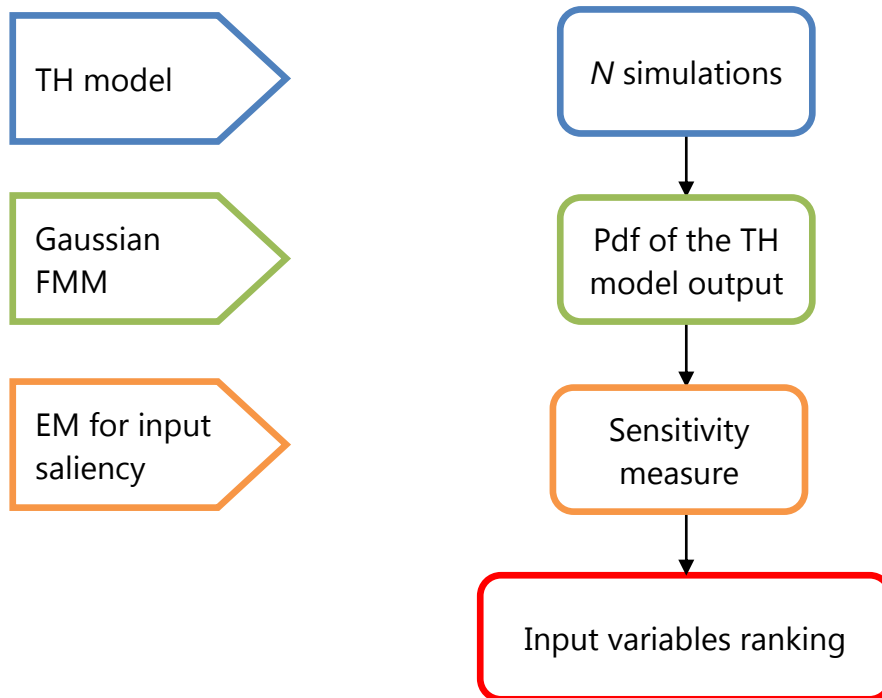 TH model
N simulations
Gaussian
FMM
Pdf of the TH
model output
EM for input
saliency
Sensitivity
measure
Input variables ranking